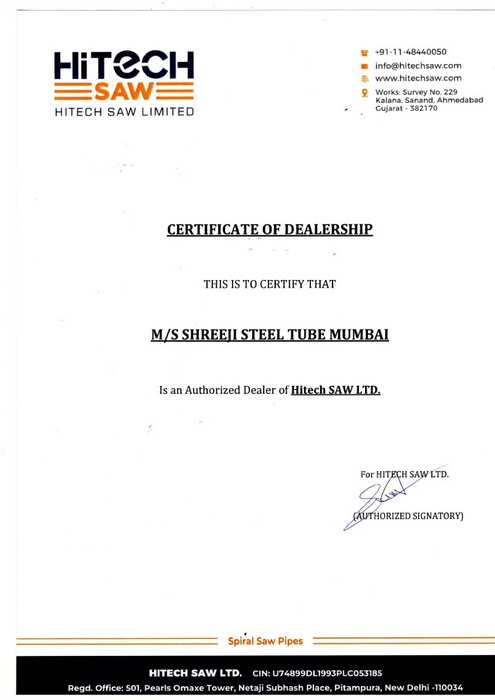 HiTECH
SAW
HITECH SAW LIMITED
+91-11-48440050
info@hitechsaw.com
www.hitechsaw.com
Works: Survey No. 229
Kalana, Sanand, Ahmedabad
Gujarat - 382170
CERTIFICATE OF DEALERSHIP
THIS IS TO CERTIFY THAT
M/S SHREEJI STEEL TUBE MUMBAI
Is an Authorized Dealer of Hitech SAW LTD.
For HITECH SAW LTD.
(AUTHORIZED SIGNATORY)
Spiral Saw Pipes
HITECH SAW LTD. CIN: U74899DL1993PLC053185
Regd. Office: 501, Pearls Omaxe Tower, Netaji Subhash Place, Pitampura, New Delhi -110034